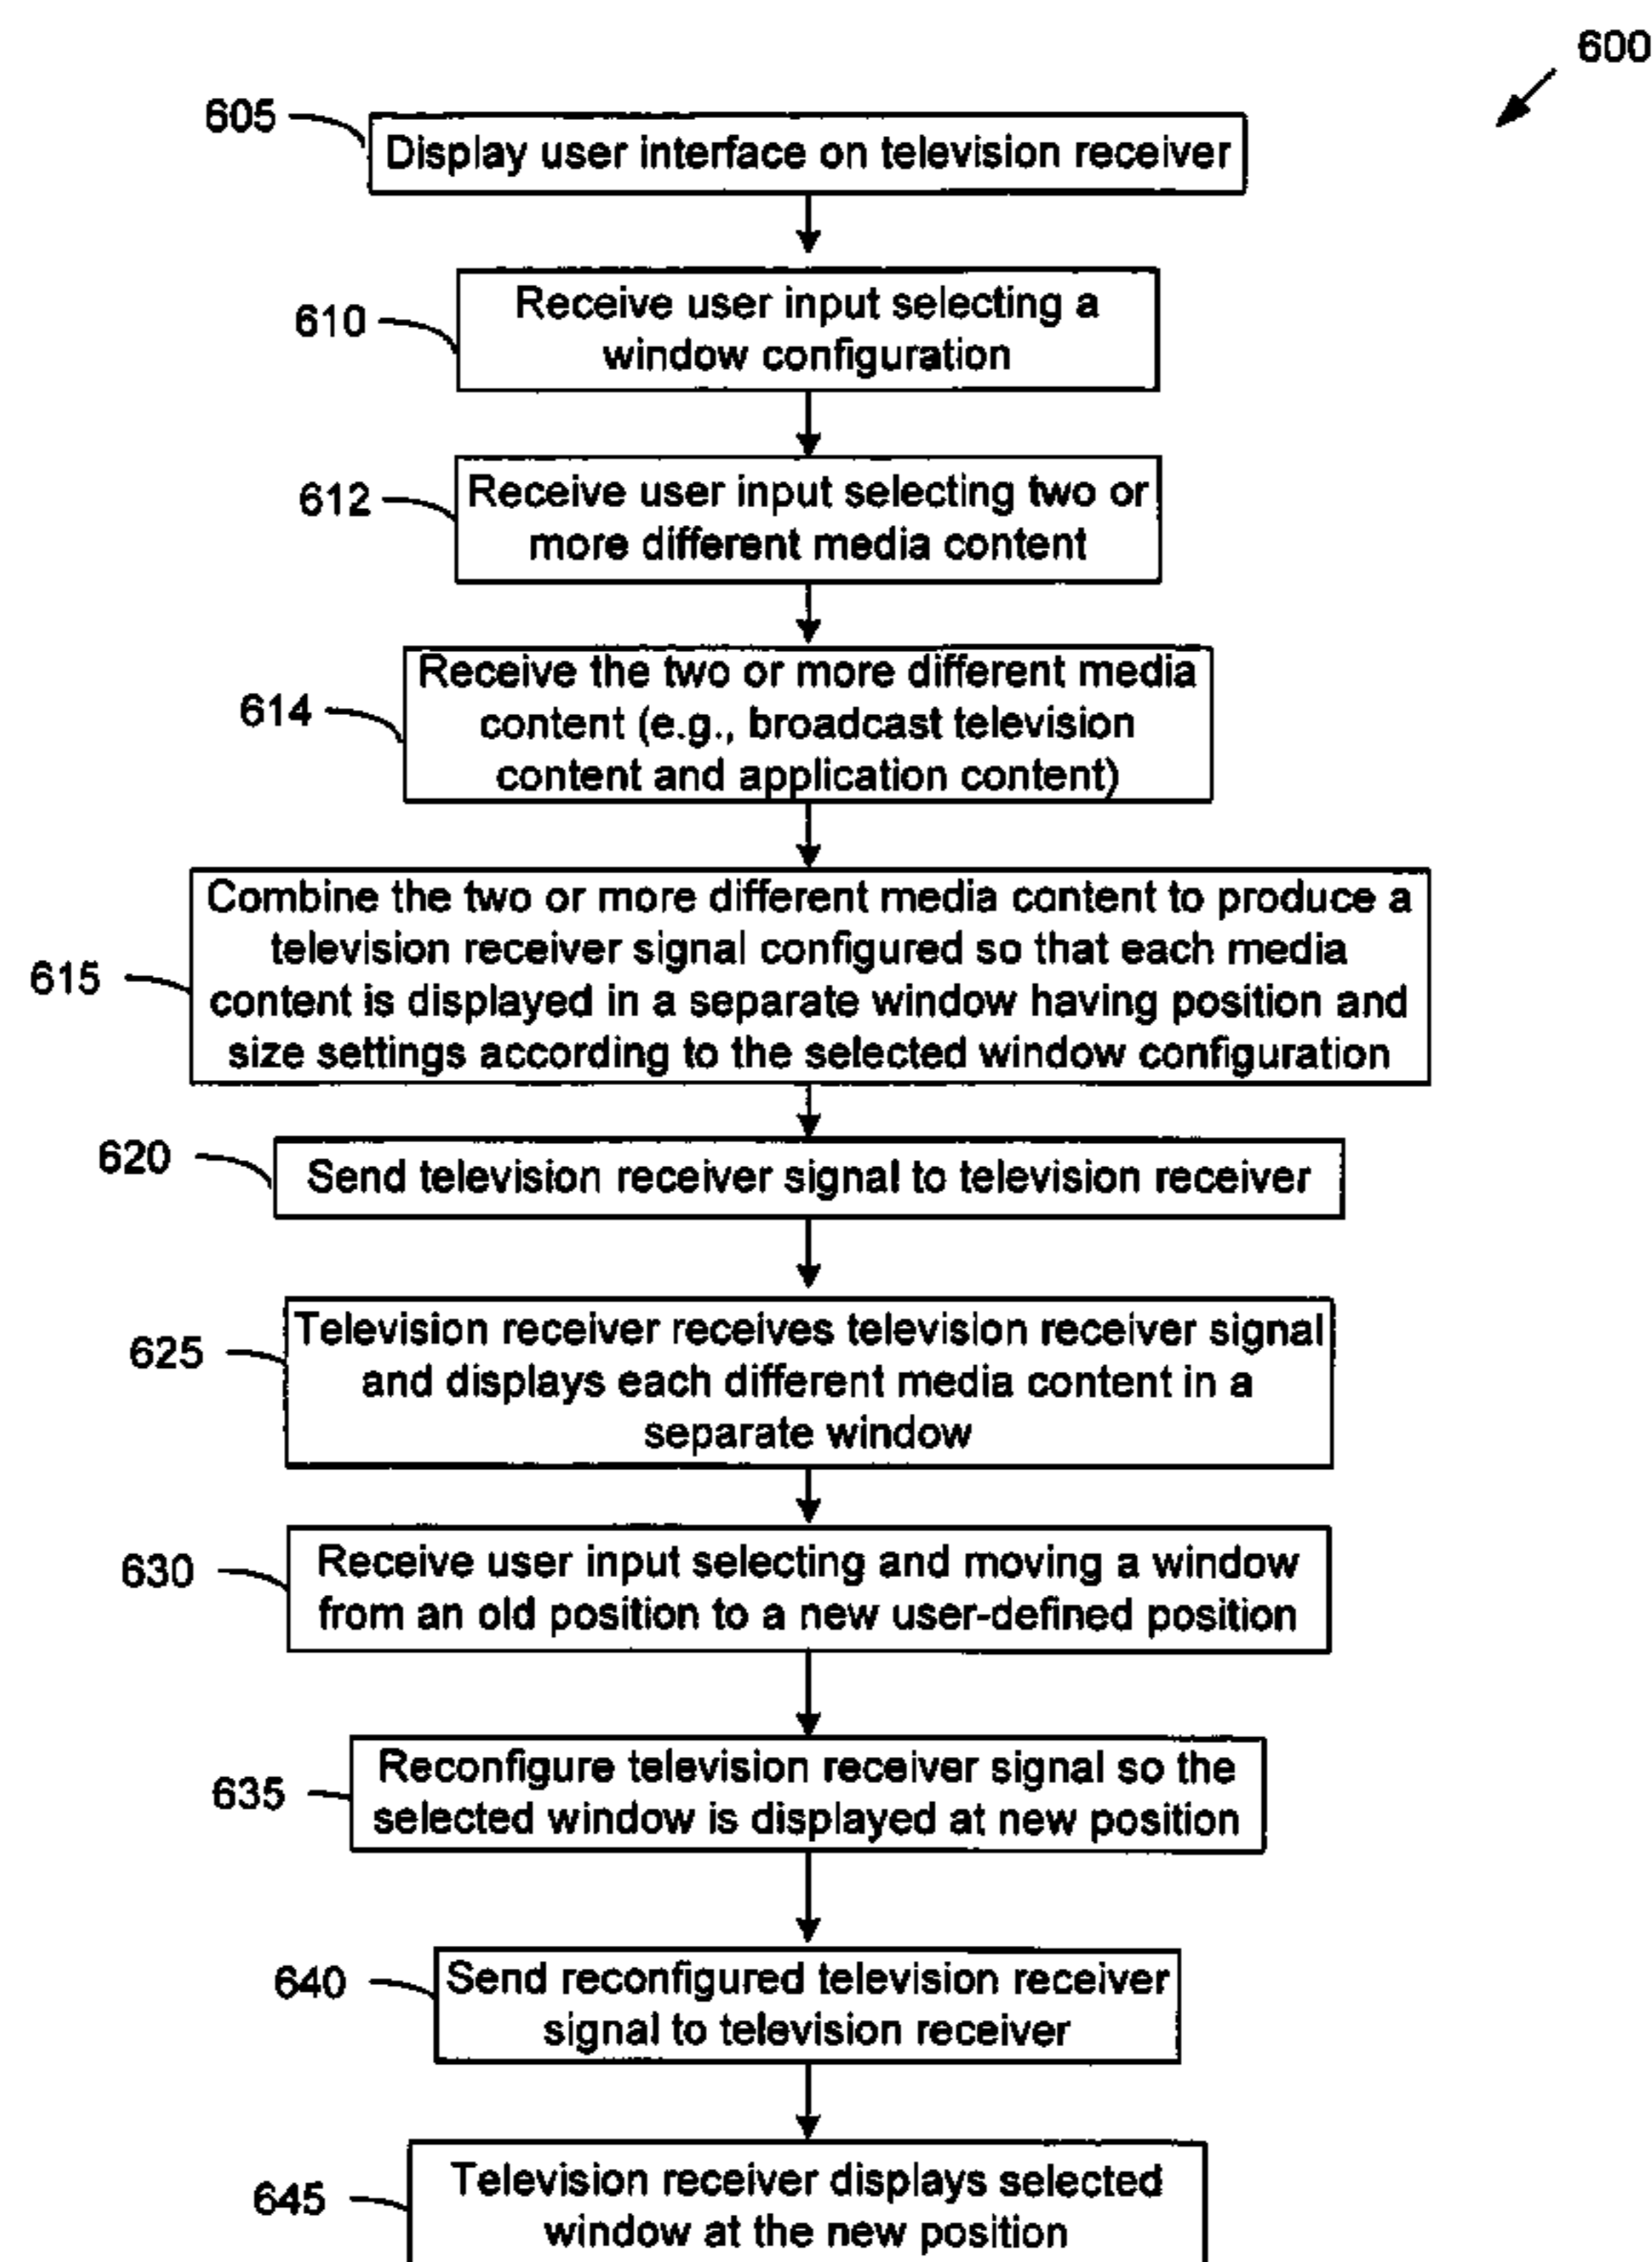 600
605
Display user interface on television receiver
610
Receive user input selecting a
window configuration
612
Receive user input selecting two or
more different media content
614
Receive the two or more different media
content (e.g., broadcast television
content and application content)
615
Combine the two or more different media content to produce a
television receiver signal configured so that each media
content is displayed in a separate window having position and
size settings according to the selected window configuration
620
Send television receiver signal to television receiver
625
Television receiver receives television receiver signal
and displays each different media content in a
separate window
630
Receive user input selecting and moving a window
from an old position to a new user-defined position
635
Reconfigure television receiver signal so the
selected window is displayed at new position
640
Send reconfigured television receiver
signal to television receiver
645
Television receiver displays selected
window at the new position